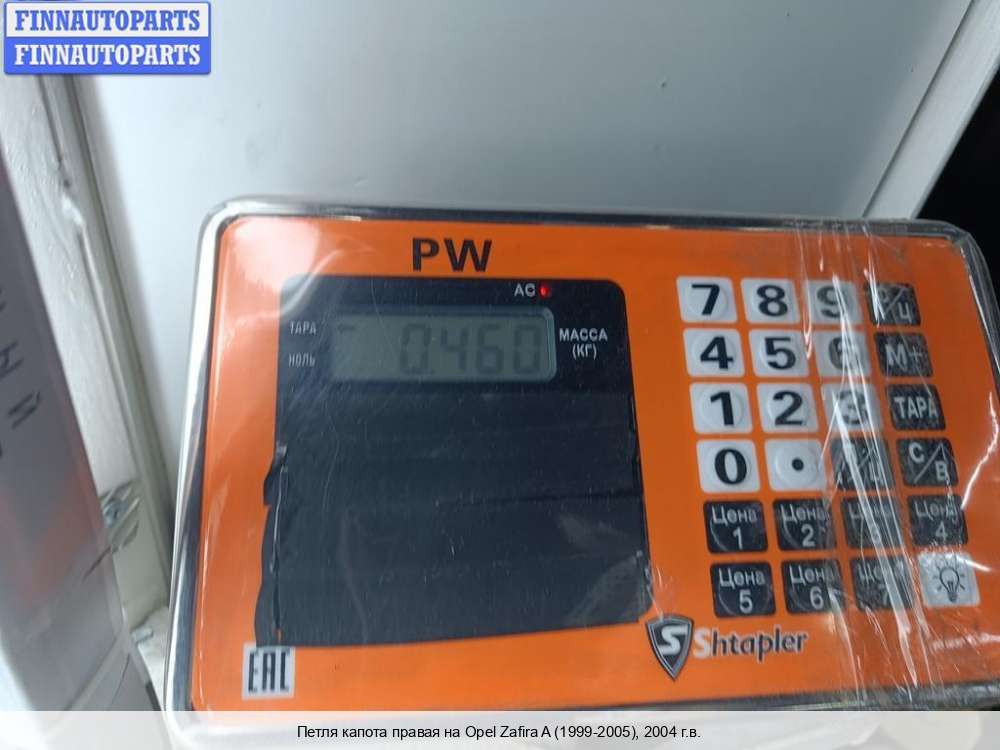 FINNAUTOPARTS
FINNAUTOPARTS
PW
AC
ТАРА
НОЛЬ
0.460
МАССА
(КГ)
7 8 9
4 5 6 М+
1 2 3 ТАРА
0 • С/В
Цена 1 Цена 2 Цена 4
Цена 5 Цена 6
S Shtapler
EAC
Петля капота правая на Opel Zafira A (1999-2005), 2004 г.в.